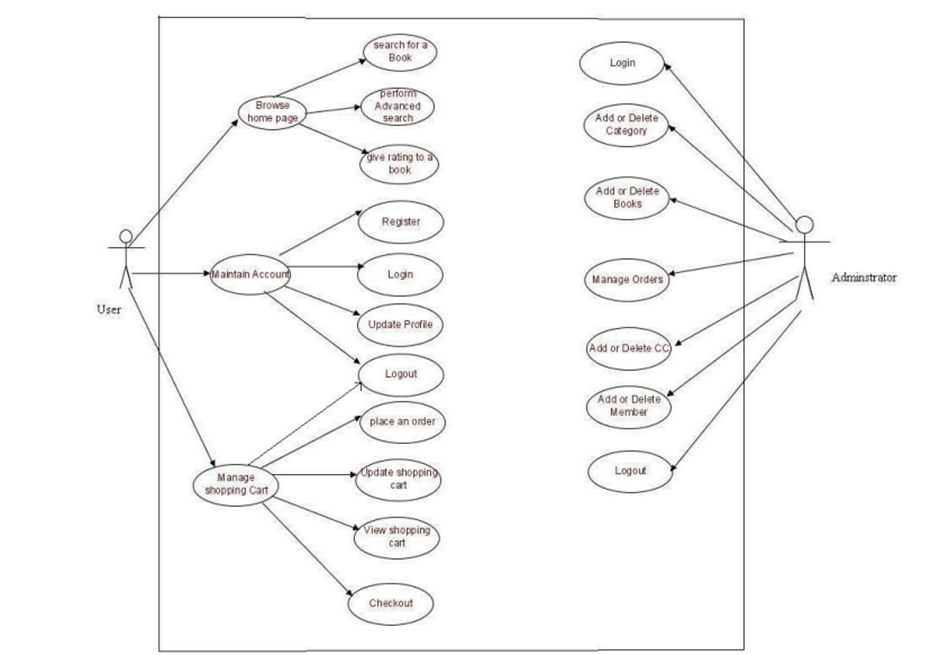 search for a
Book
Browse
home page
perform
Advanced
search
give rating to a
book
Register
Maintain Account
Login
Update Profile
Logout
place an order
Manage
shopping Cart
Update shopping
cart
View shopping
cart
Checkout
User
Login
Add or Delete
Category
Add or Delete
Books
Manage Orders
Add or Delete CC
Add or Delete
Member
Logout
Adminstrator